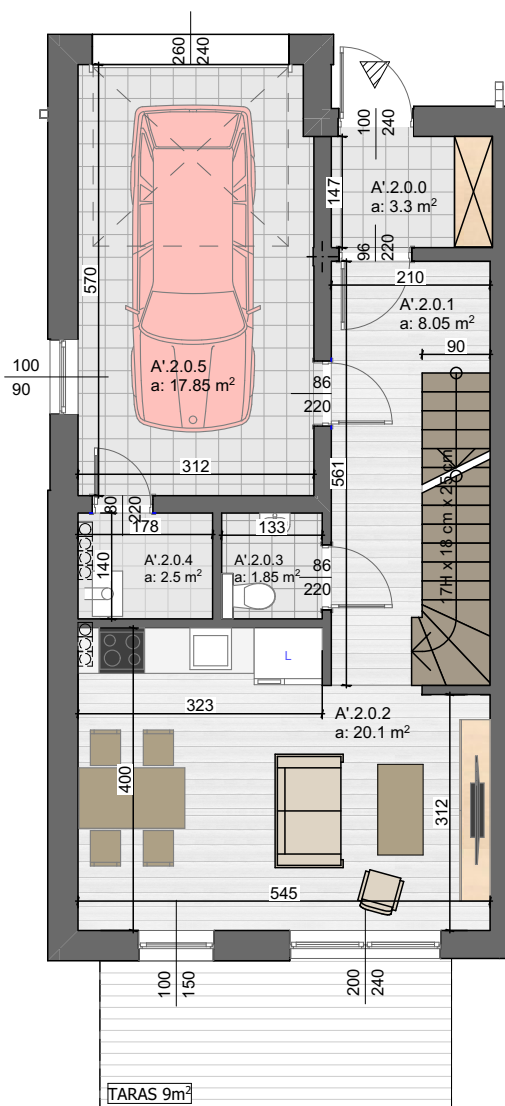 260
240
100
240
147
A'.2.0.0
a: 3.3 m²
96
220
210
570
A'.2.0.1
a: 8.05 m²
90
100
90
A'.2.0.5
a: 17.85 m²
86
220
312
561
17H x 18 cm x 25 cm
80
220
178
133
140
A'.2.0.4
a: 2.5 m²
A'.2.0.3
a: 1.85 m²
86
220
L
323
A'.2.0.2
a: 20.1 m²
400
312
545
100
150
200
240
TARAS 9m²